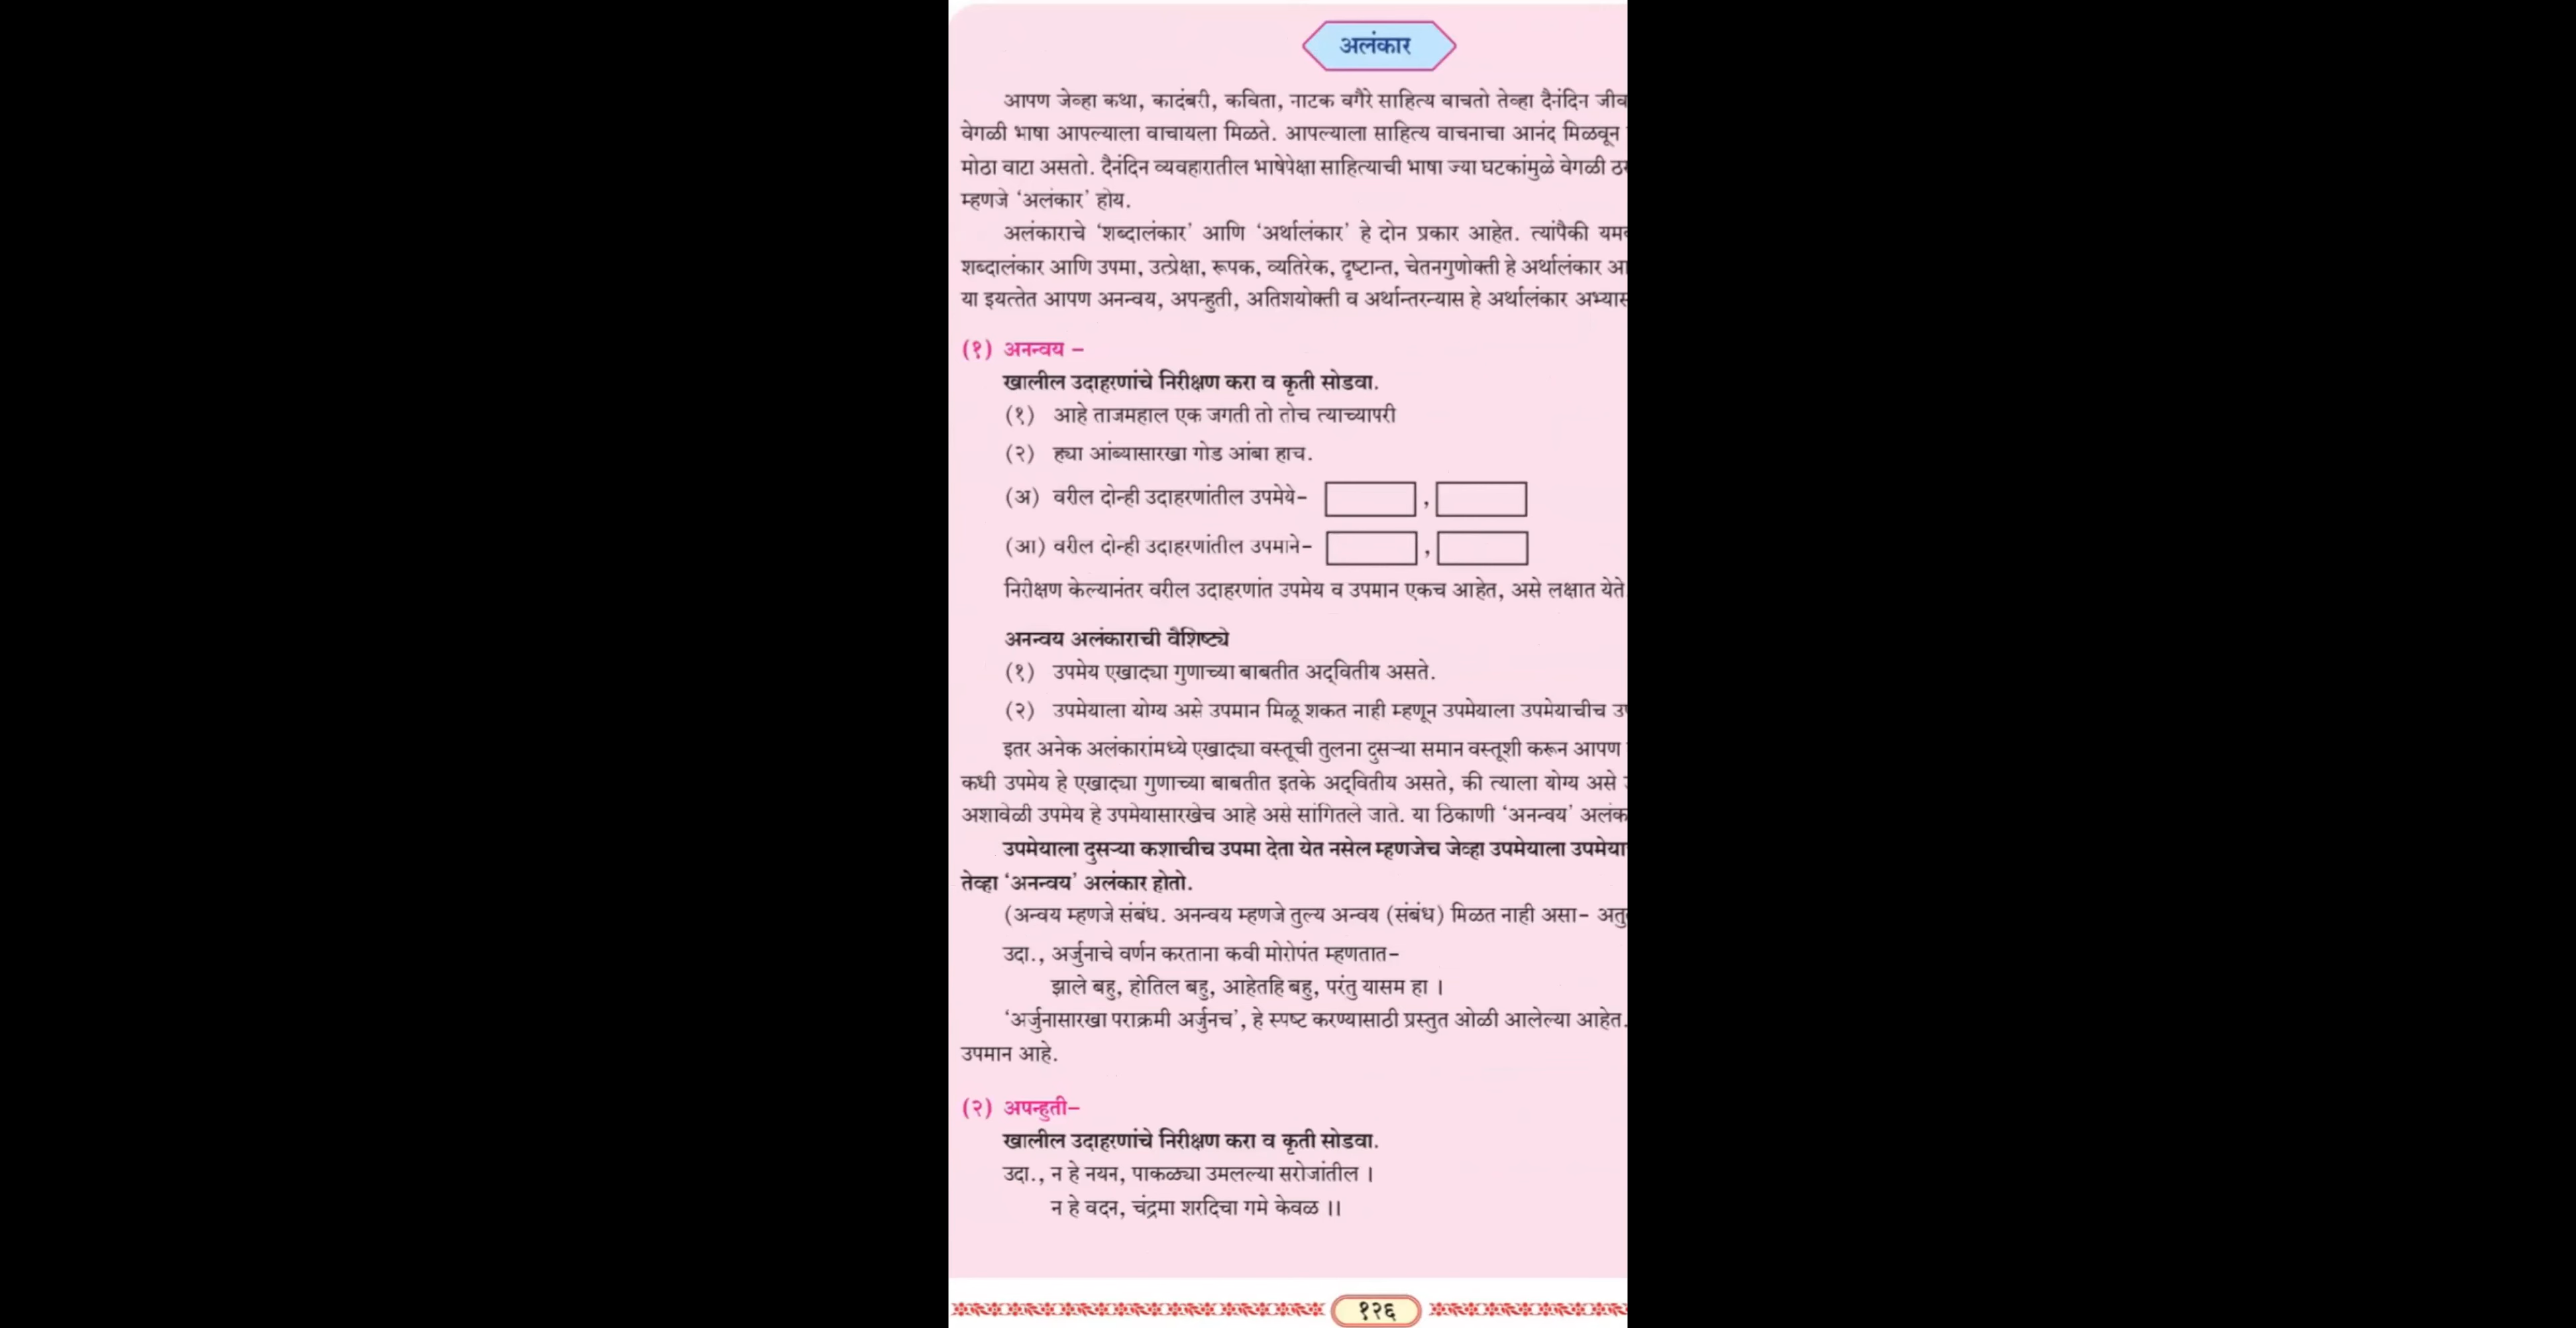 अलंकार
आपण जेव्हा कथा, कादंबरी, कविता, नाटक वगैरे साहित्य वाचतो तेव्हा दैनंदिन जीव
वेगळी भाषा आपल्याला वाचायला मिळते. आपल्याला साहित्य वाचनाचा आनंद मिळवून
मोठा वाटा असतो. दैनंदिन व्यवहारातील भाषेपेक्षा साहित्याची भाषा ज्या घटकांमुळे वेगळी
म्हणजे ‘अलंकार’ होय.
अलंकाराचे ‘शब्दालंकार’ आणि ‘अर्थालंकार’ हे दोन प्रकार आहेत. त्यांपैकी
शब्दालंकार आणि उपमा, उत्प्रेक्षा, रूपक, व्यतिरेक, दृष्टान्त, चेतनगुणोक्ती हे अर्थालंकार आ
या इयत्तेत आपण अनन्वय, अपन्हुती, अतिशयोक्ती व अर्थान्तरन्यास हे अर्थालंकार
(१) अनन्वय -
खालील उदाहरणांचे निरीक्षण करा व कृती सोडवा.
(१) आहे ताजमहाल एक जगती तो तोच त्याच्यापरी
(२) ह्या आंब्यासारखा गोड आंबा हाच.
(अ) वरील दोन्ही उदाहरणांतील उपमेये- ,
(आ) वरील दोन्ही उदाहरणांतील उपमाने- ,
निरीक्षण केल्यानंतर वरील उदाहरणांत उपमेय व उपमान एकच आहेत, असे लक्षात येते
अनन्वय अलंकाराची वैशिष्ट्ये
(१) उपमेय एखाद्या गुणाच्या बाबतीत अद्‌वितीय असते.
(२) उपमेयाला योग्य असे उपमान मिळू शकत नाही म्हणून उपमेयाला उपमेयाचीच
इतर अनेक अलंकारांमध्ये एखाद्या वस्तूची तुलना दुसऱ्या समान वस्तूशी करून आपण
कधी उपमेय हे एखाद्या गुणाच्या बाबतीत इतके अद्‌वितीय असते, की त्याला योग्य असे
अशावेळी उपमेय हे उपमेयासारखेच आहे असे सांगितले जाते. या ठिकाणी ‘अनन्वय’ अलंक
उपमेयाला दुसऱ्या कशाचीच उपमा देता येत नसेल म्हणजेच जेव्हा उपमेयाला उपमेया
तेव्हा ‘अनन्वय’ अलंकार होतो.
(अन्वय म्हणजे संबंध. अनन्वय म्हणजे तुल्य अन्वय (संबंध) मिळत नाही असा- अतु
उदा., अर्जुनाचे वर्णन करताना कवी मोरोपंत म्हणतात-
झाले बहु, होतिल बहु, आहेतहि बहु, परंतु यासम हा ।
‘अर्जुनासारखा पराक्रमी अर्जुनच’, हे स्पष्ट करण्यासाठी प्रस्तुत ओळी आलेल्या आहेत.
उपमान आहे.
(२) अपन्हुती-
खालील उदाहरणांचे निरीक्षण करा व कृती सोडवा.
उदा., न हे नयन, पाकळ्या उमलल्या सरोजांतील ।
न हे वदन, चंद्रमा शरदिचा गमे केवळ ।।
१२६